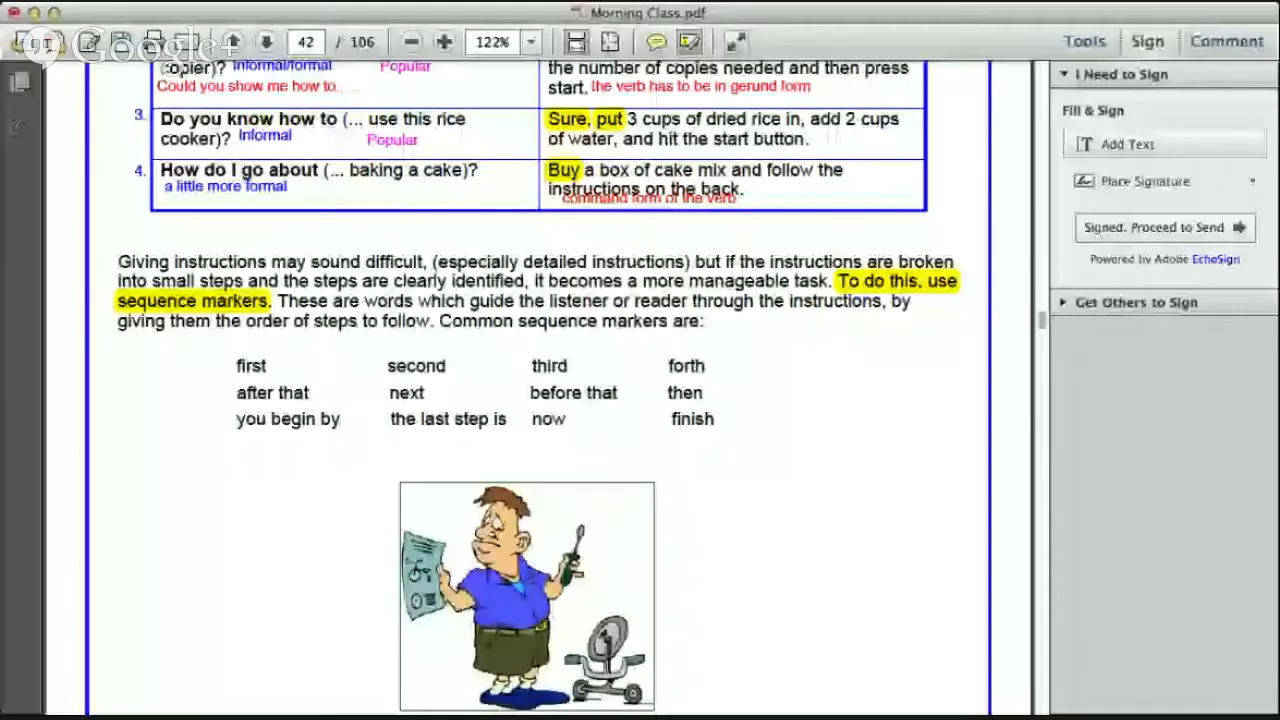 Morning Class.pdf
Google+
42 / 106
122%
Tools
Sign
Comment
copier)? Informal/formal
Popular
Could you show me how to
the number of copies needed and then press
start. the verb has to be in gerund form
3. Do you know how to (... use this rice
cooker)? Informal
Popular
Sure, put 3 cups of dried rice in, add 2 cups
of water, and hit the start button.
4. How do I go about (... baking a cake)?
a little more formal
Buy a box of cake mix and follow the
instructions on the back.
command form of the verb
Giving instructions may sound difficult, (especially detailed instructions) but if the instructions are broken
into small steps and the steps are clearly identified, it becomes a more manageable task. To do this, use
sequence markers. These are words which guide the listener or reader through the instructions, by
giving them the order of steps to follow. Common sequence markers are:
first second third forth
after that next before that then
you begin by the last step is now finish
I Need to Sign
Fill & Sign
Add Text
Place Signature
Signed. Proceed to Send
Powered by Adobe EchoSign
Get Others to Sign